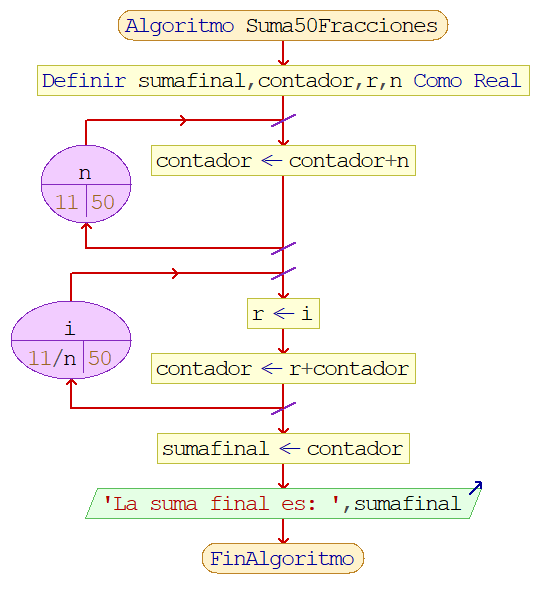 Algoritmo Suma50Fracciones
Definir sumafinal,contador,r,n Como Real
n
11 50
contador ← contador+n
i
11/n 50
r ← i
contador ← r+contador
sumafinal ← contador
'La suma final es: ',sumafinal
FinAlgoritmo